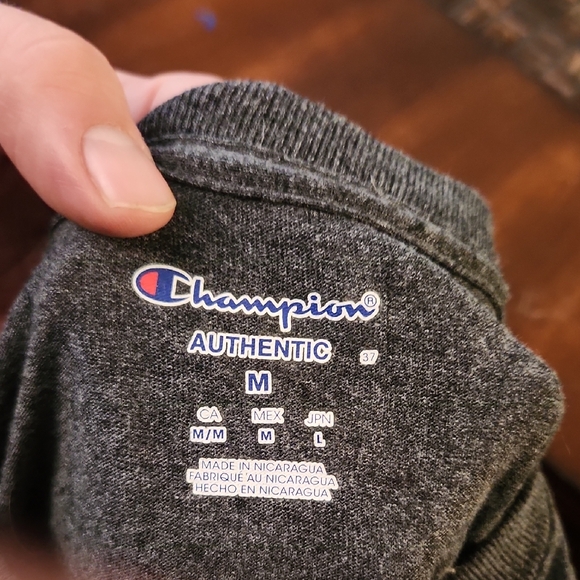 Champion®
AUTHENTIC 37
M
CA MEX JPN
M/M M L
MADE IN NICARAGUA
FABRIQUÉ AU NICARAGUA
HECHO EN NICARAGUA